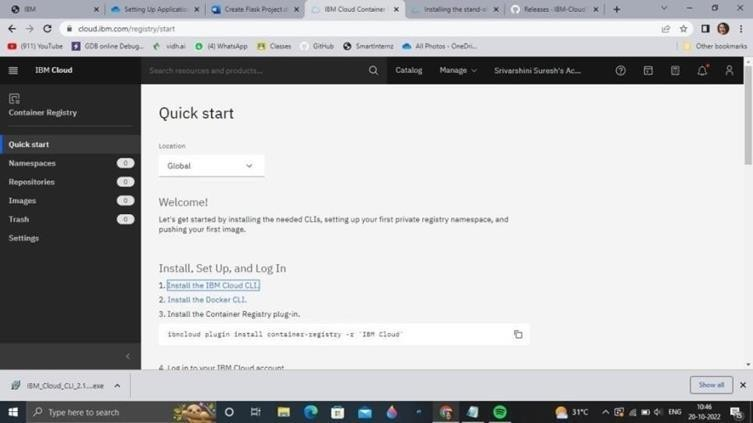 IBM
Setting Up Application
Create Flask Project.d
IBM Cloud Container
Installing the stand-al
Releases - IBM-Cloud/
cloud.ibm.com/registry/start
(911) YouTube
GDB online Debug...
vidh.ai
(4) WhatsApp
Classes
GitHub
SmartInternz
All Photos - OneDri...
Other bookmarks
IBM Cloud
Search resources and products...
Catalog
Manage
Srivarshini Suresh's Ac...
Container Registry
Quick start
Namespaces 0
Repositories 0
Images 0
Trash 0
Settings
Quick start
Location
Global
Welcome!
Let's get started by installing the needed CLIs, setting up your first private registry namespace, and
pushing your first image.
Install, Set Up, and Log In
1. Install the IBM Cloud CLI.
2. Install the Docker CLI.
3. Install the Container Registry plug-in.
ibmcloud plugin install container-registry -r 'IBM Cloud'
4. Log in to your IBM Cloud account.
IBM_Cloud_CLI_2.1....exe
Show all
Type here to search
31°C
ENG
10:46
20-10-2022